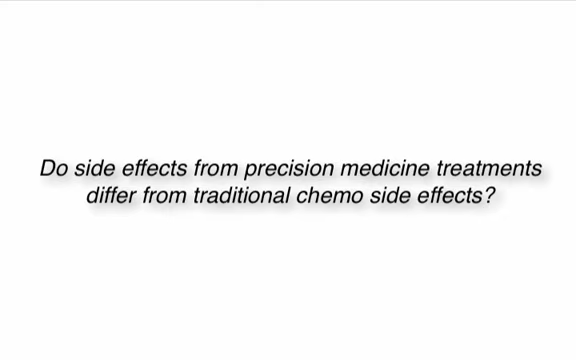 Do side effects from precision medicine treatments
differ from traditional chemo side effects?